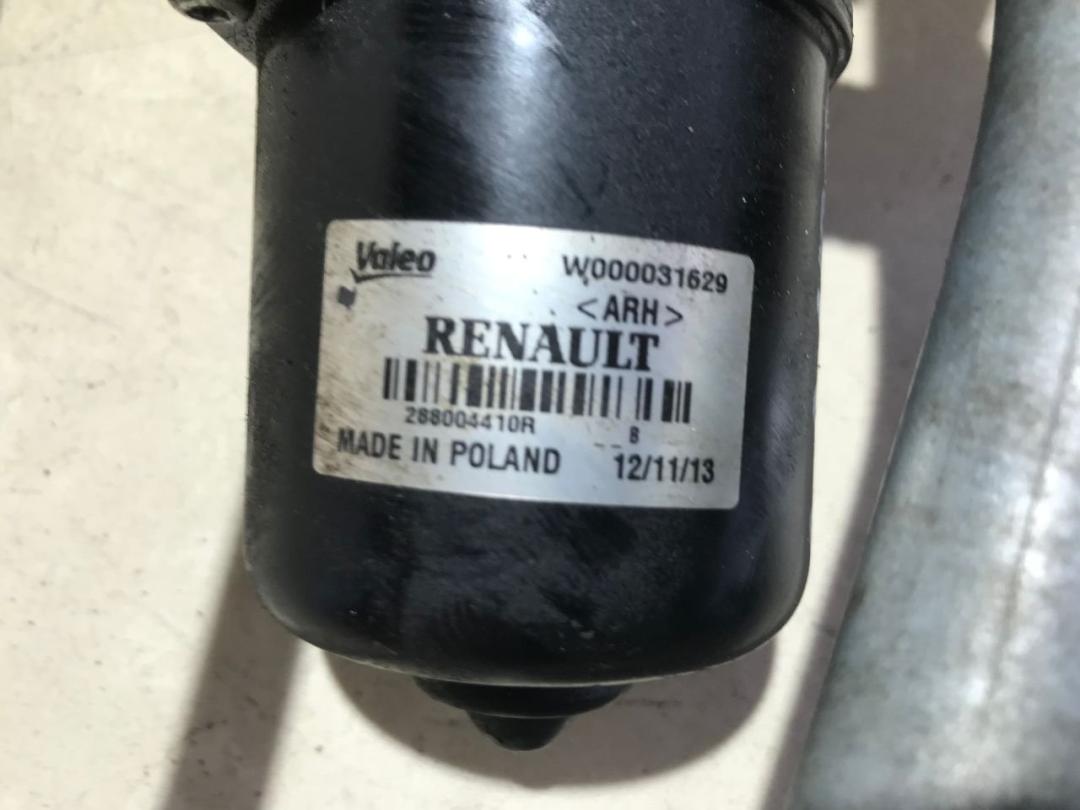 Valeo W000031629
<ARH>
RENAULT
288004410R 8
MADE IN POLAND 12/11/13